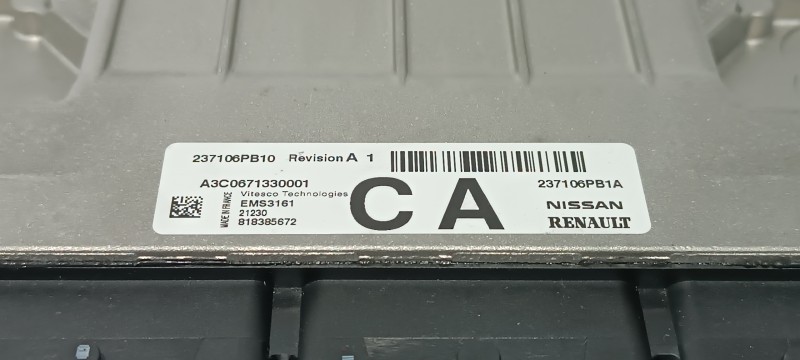 237106PB10 Revision A 1
A3C0671330001
Vitesco Technologies
EMS3161
21230
818385672
MADE IN FRANCE
CA
237106PB1A
NISSAN
RENAULT